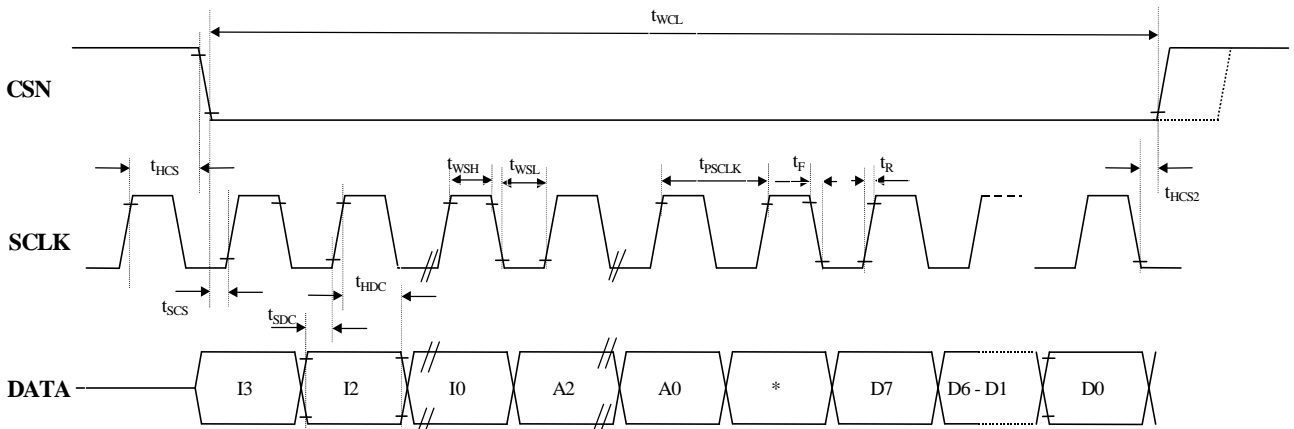 tWCL
CSN
tHCS
tWSH
tWSL
tPSCLK
tF
tR
tHCS2
SCLK
tSCS
tHDC
tSDC
DATA
I3
I2
I0
A2
A0
*
D7
D6 - D1
D0